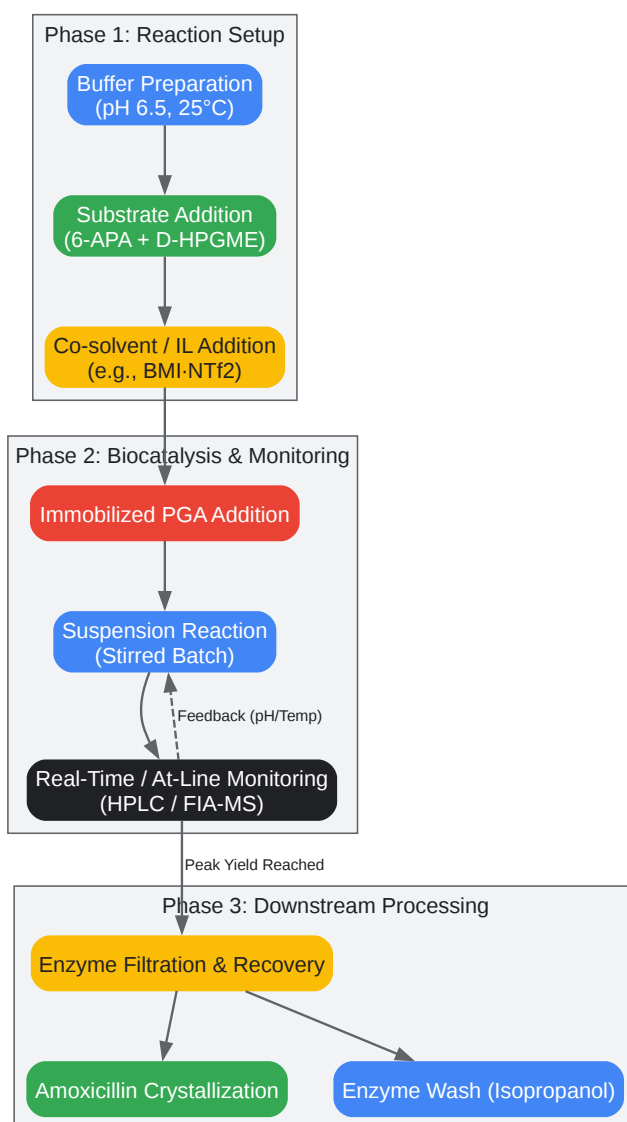 Phase 1: Reaction Setup
Buffer Preparation
(pH 6.5, 25°C)
Substrate Addition
(6-APA + D-HPGME)
Co-solvent / IL Addition
(e.g., BMI·NTf2)
Phase 2: Biocatalysis & Monitoring
Immobilized PGA Addition
Suspension Reaction
(Stirred Batch)
Feedback (pH/Temp)
Real-Time / At-Line Monitoring
(HPLC / FIA-MS)
Peak Yield Reached
Phase 3: Downstream Processing
Enzyme Filtration & Recovery
Amoxicillin Crystallization
Enzyme Wash (Isopropanol)